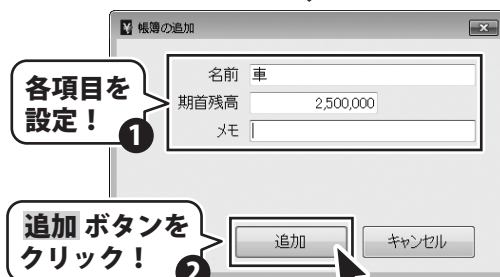 帳簿の追加
各項目を
設定！
1
名前 車
期首残高 2,500,000
メモ
追加 ボタンを
クリック！
2
追加 キャンセル